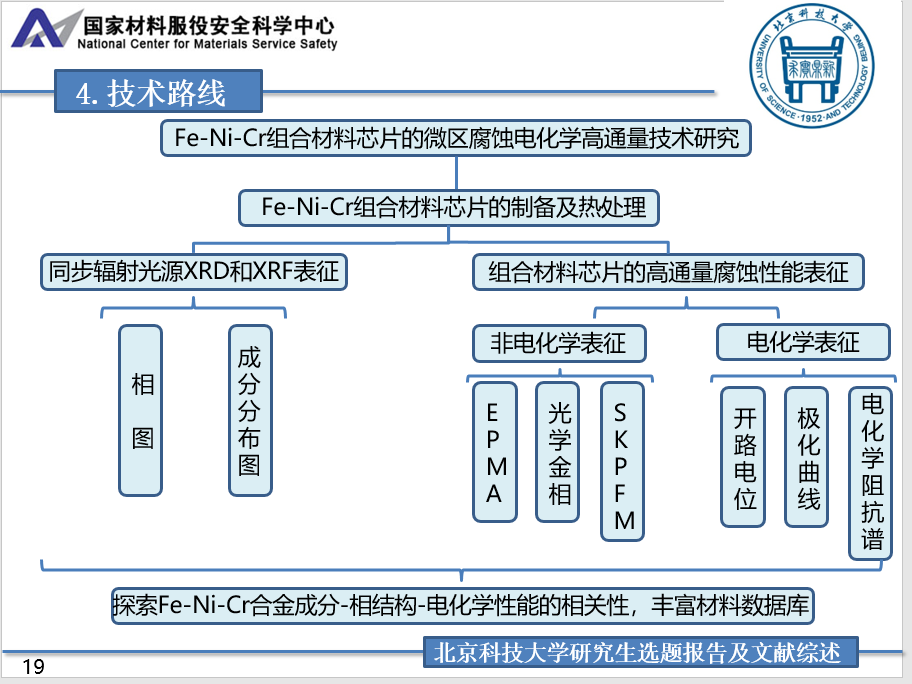 国家材料服役安全科学中心
National Center for Materials Service Safety
北京科技大学
UNIVERSITY OF SCIENCE AND TECHNOLOGY BEIJING
·1952·
4.技术路线
Fe-Ni-Cr组合材料芯片的微区腐蚀电化学高通量技术研究
Fe-Ni-Cr组合材料芯片的制备及热处理
同步辐射光源XRD和XRF表征
组合材料芯片的高通量腐蚀性能表征
相图
成分分布图
非电化学表征
电化学表征
EPMA
光学金相
SKPFM
开路电位
极化曲线
电化学阻抗谱
探索Fe-Ni-Cr合金成分-相结构-电化学性能的相关性，丰富材料数据库
北京科技大学研究生选题报告及文献综述
19